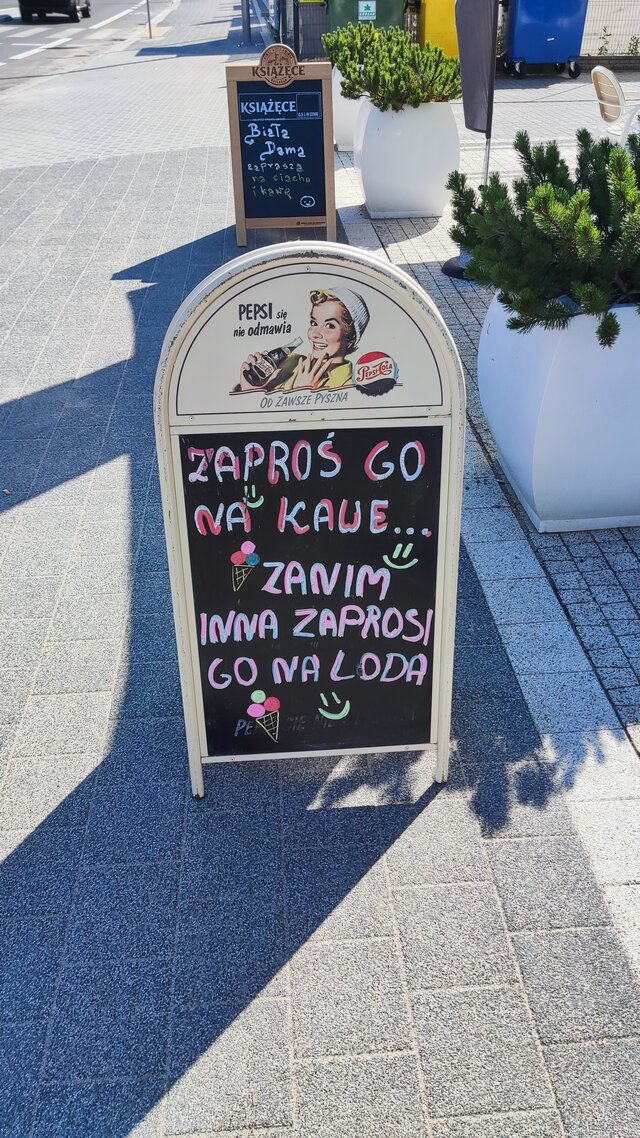 KSIĄŻĘCE
KSIĄŻĘCE
Biała
Dama
zaprasza
na ciacho
i kawę
PEPSI się
nie odmawia
PEPSI-COLA
OD ZAWSZE PYSZNA
ZAPROŚ GO
NA KAWE...
ZANIM
INNA ZAPROSI
GO NA LODA